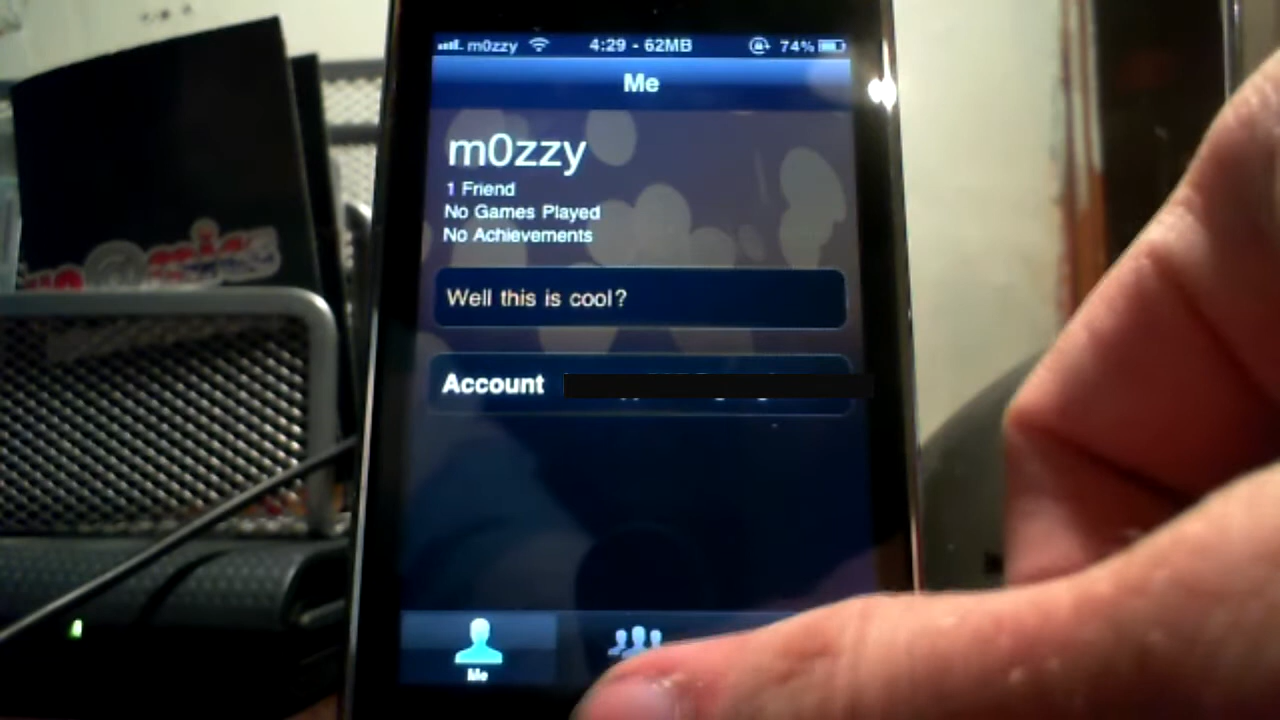 m0zzy 4:29 - 62MB 74%
Me
m0zzy
1 Friend
No Games Played
No Achievements
Well this is cool?
Account
Me